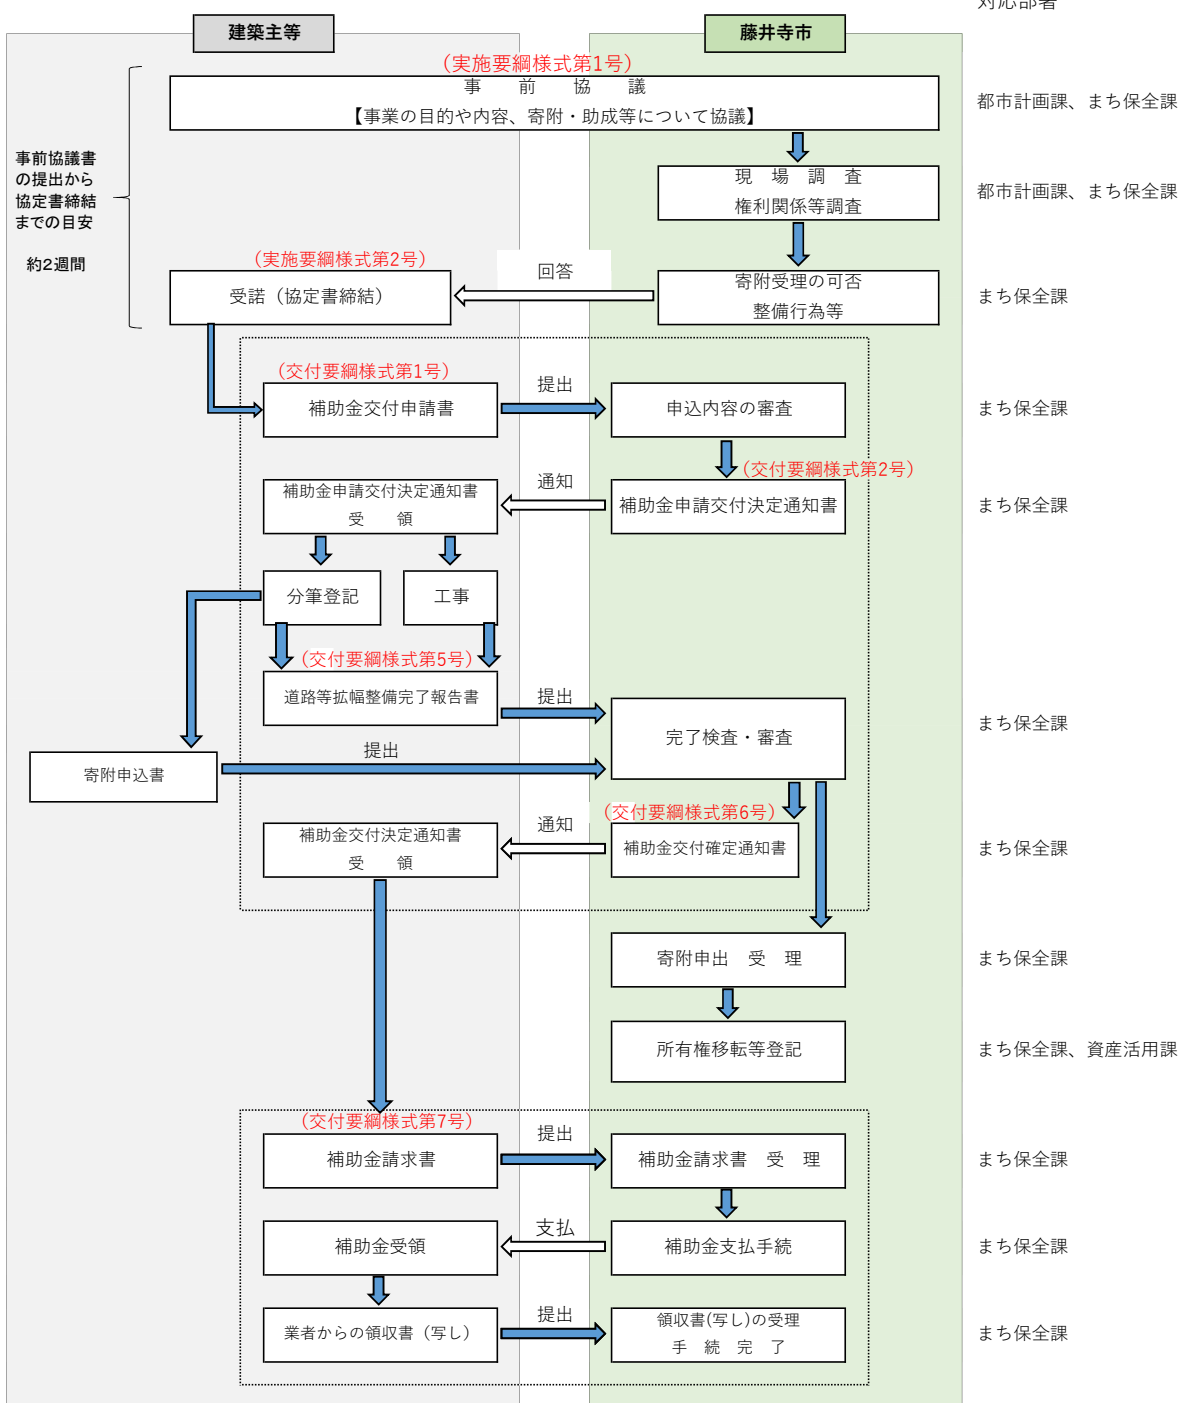 対応部署
建築主等
藤井寺市
(実施要綱様式第1号)
事　前　協　議
【事業の目的や内容、寄附・助成等について協議】
都市計画課、まち保全課
事前協議書
の提出から
協定書締結
までの目安
約2週間
現　場　調　査
権利関係等調査
都市計画課、まち保全課
(実施要綱様式第2号)
受諾（協定書締結）
回答
寄附受理の可否
整備行為等
まち保全課
(交付要綱様式第1号)
補助金交付申請書
提出
申込内容の審査
まち保全課
(交付要綱様式第2号)
補助金申請交付決定通知書
受　領
通知
補助金申請交付決定通知書
まち保全課
分筆登記
工事
(交付要綱様式第5号)
道路等拡幅整備完了報告書
提出
完了検査・審査
まち保全課
寄附申込書
提出
(交付要綱様式第6号)
補助金交付決定通知書
受　領
通知
補助金交付確定通知書
まち保全課
寄附申出　受　理
まち保全課
所有権移転等登記
まち保全課、資産活用課
(交付要綱様式第7号)
補助金請求書
提出
補助金請求書　受　理
まち保全課
補助金受領
支払
補助金支払手続
まち保全課
業者からの領収書（写し）
提出
領収書(写し)の受理
手　続　完　了
まち保全課